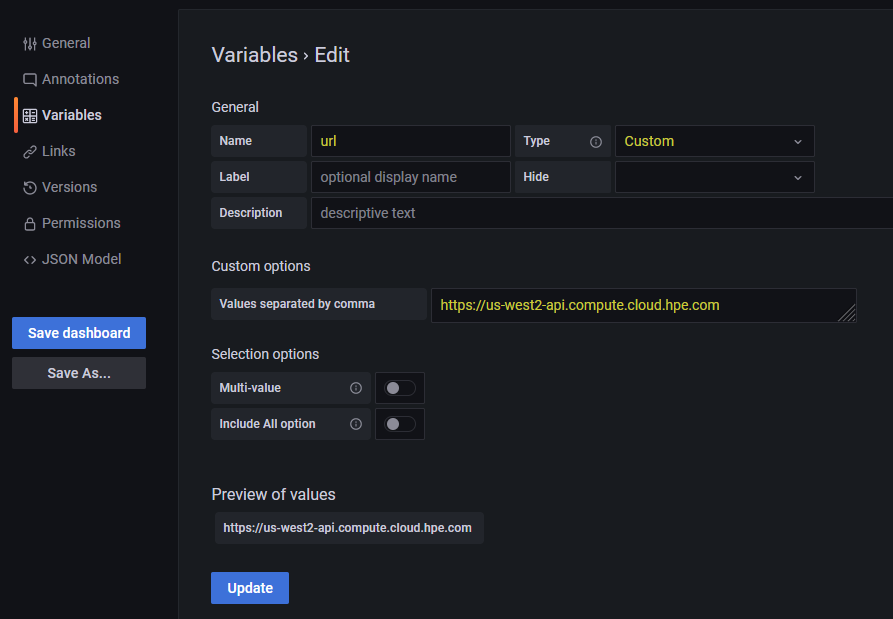 General
Annotations
Variables
Links
Versions
Permissions
JSON Model
Save dashboard
Save As...
Variables › Edit
General
Name url Type Custom
Label optional display name Hide
Description descriptive text
Custom options
Values separated by comma https://us-west2-api.compute.cloud.hpe.com
Selection options
Multi-value
Include All option
Preview of values
https://us-west2-api.compute.cloud.hpe.com
Update